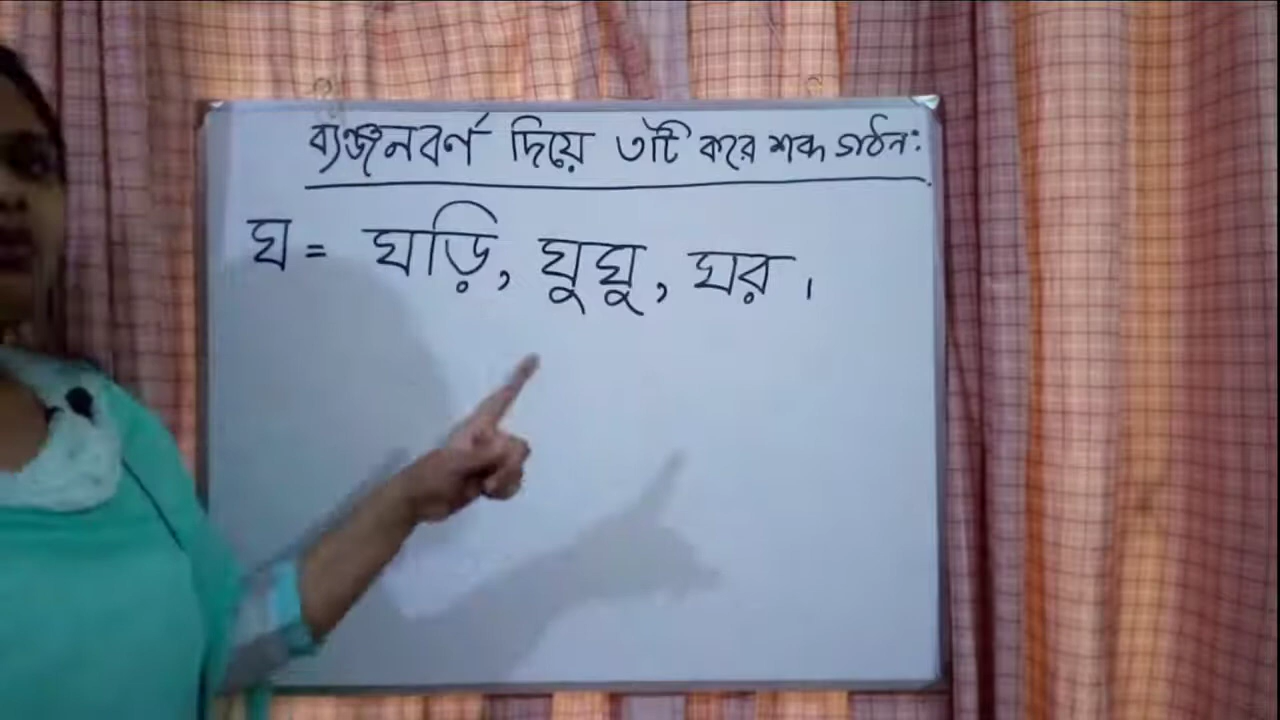 ব্যঞ্জনবর্ণ দিয়ে ৩টি করে শব্দ গঠন:
ঘ = ঘড়ি, ঘুঘু, ঘর ।